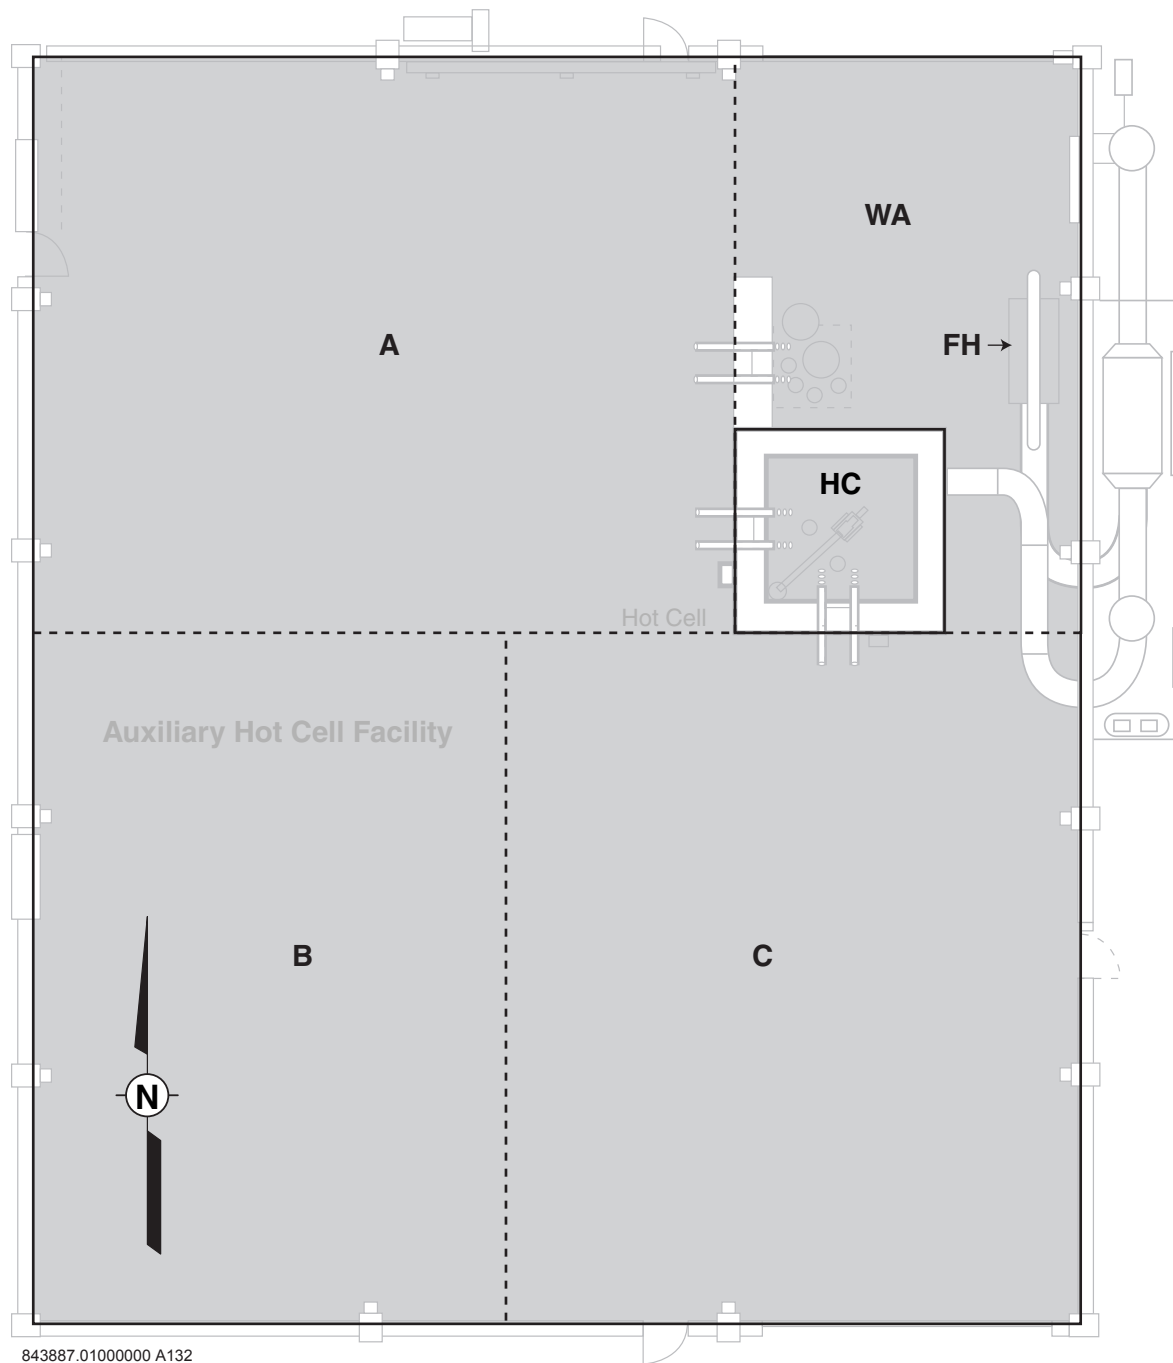 WA
A
FH
HC
Hot Cell
Auxiliary Hot Cell Facility
B
C
N
843887.01000000 A132